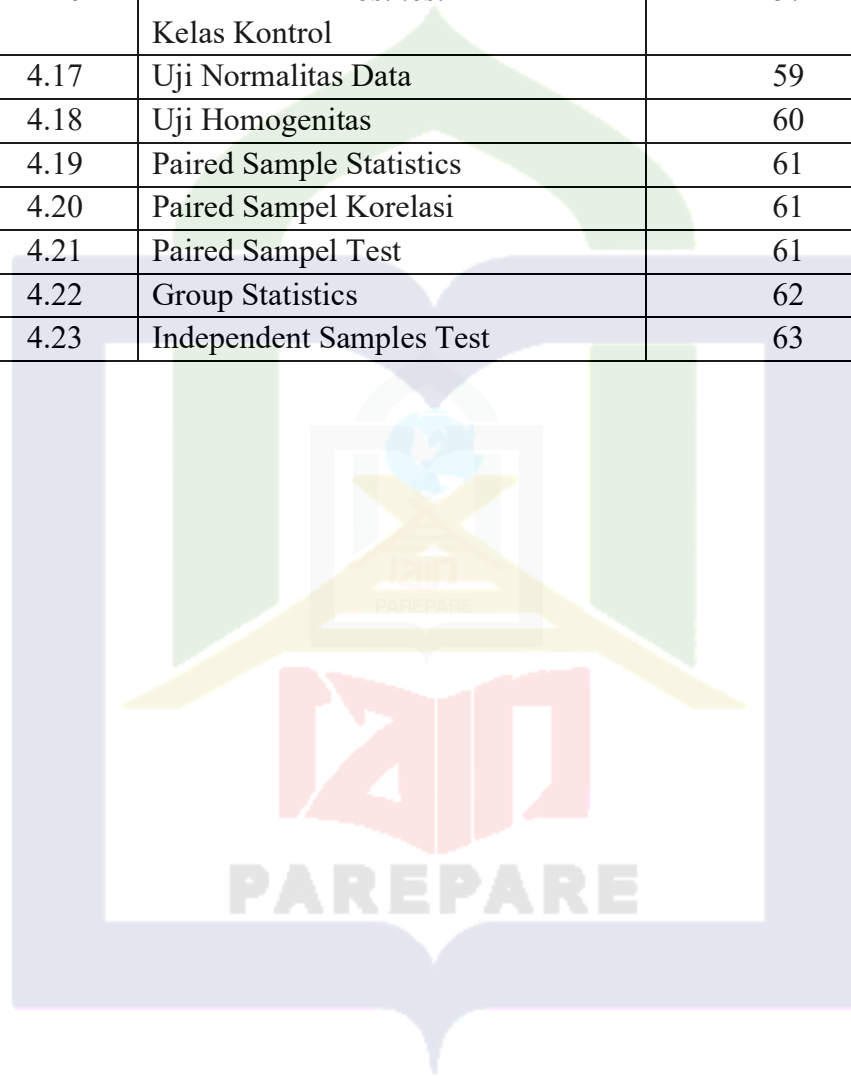 Kelas Kontrol
4.17 Uji Normalitas Data 59
4.18 Uji Homogenitas 60
4.19 Paired Sample Statistics 61
4.20 Paired Sampel Korelasi 61
4.21 Paired Sampel Test 61
4.22 Group Statistics 62
4.23 Independent Samples Test 63
PAREPARE
PAREPARE